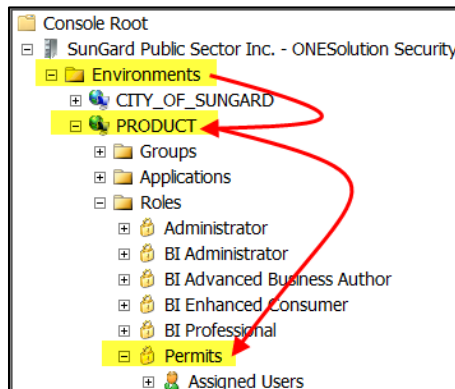 Console Root
SunGard Public Sector Inc. - ONESolution Security
Environments
CITY_OF_SUNGARD
PRODUCT
Groups
Applications
Roles
Administrator
BI Administrator
BI Advanced Business Author
BI Enhanced Consumer
BI Professional
Permits
Assigned Users